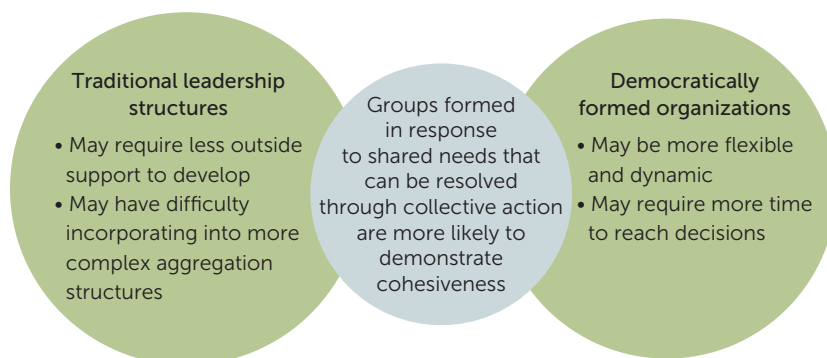 Traditional leadership
structures
• May require less outside
support to develop
• May have difficulty
incorporating into more
complex aggregation
structures
Groups formed
in response
to shared needs that
can be resolved
through collective action
are more likely to
demonstrate
cohesiveness
Democratically
formed organizations
• May be more flexible
and dynamic
• May require more time
to reach decisions